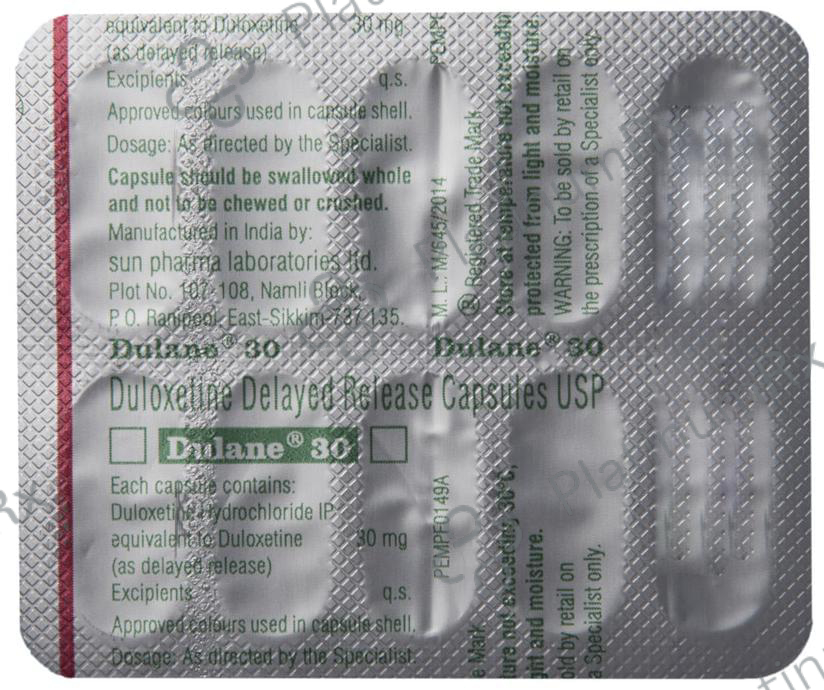 equivalent to Duloxetine 30 mg
(as delayed release)
Excipients q.s.
Approved colours used in capsule shell.
Dosage: As directed by the Specialist.
Capsule should be swallowed whole
and not to be chewed or crushed.
Manufactured in India by:
sun pharma laboratories ltd.
Plot No. 107-108, Namli Block,
P. O. Ranipool, East-Sikkim-737 135.
Dulane® 30
Dulane® 30
Duloxetine Delayed Release Capsules USP
Dulane® 30
Each capsule contains:
Duloxetine Hydrochloride IP
equivalent to Duloxetine 30 mg
(as delayed release)
Excipients q.s.
Approved colours used in capsule shell.
Dosage: As directed by the Specialist.
M. L.: M/645/2014
® Registered Trade Mark
Store at temperature not exceeding
protected from light and moisture.
WARNING: To be sold by retail on
the prescription of a Specialist only.
PEMPF0149A
e Mark
ture not exceeding 30°C,
ght and moisture.
old by retail on
a Specialist only.